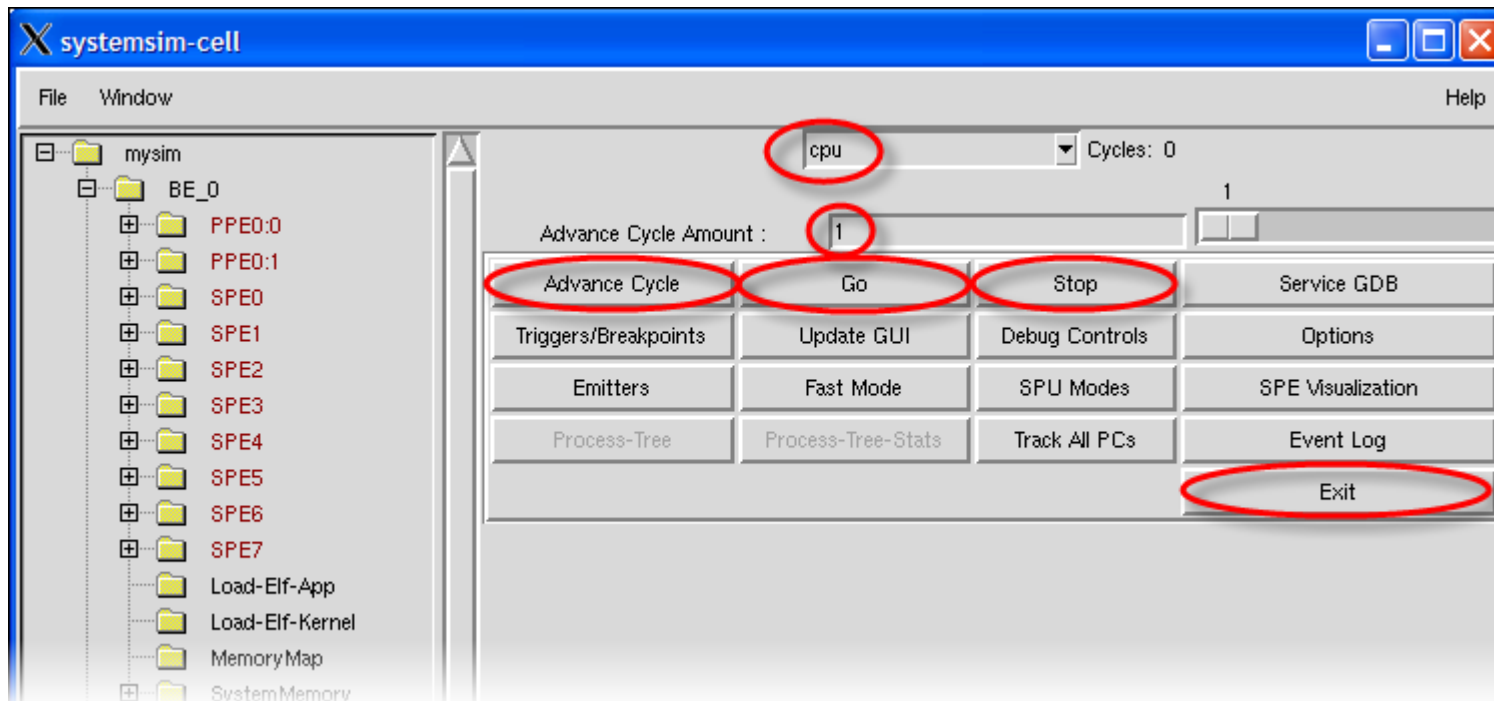 systemsim-cell
File Window Help
mysim
BE_0
PPE0:0
PPE0:1
SPE0
SPE1
SPE2
SPE3
SPE4
SPE5
SPE6
SPE7
Load-Elf-App
Load-Elf-Kernel
MemoryMap
SystemMemory
cpu Cycles: 0
1
Advance Cycle Amount : 1
Advance Cycle Go Stop Service GDB
Triggers/Breakpoints Update GUI Debug Controls Options
Emitters Fast Mode SPU Modes SPE Visualization
Process-Tree Process-Tree-Stats Track All PCs Event Log
Exit